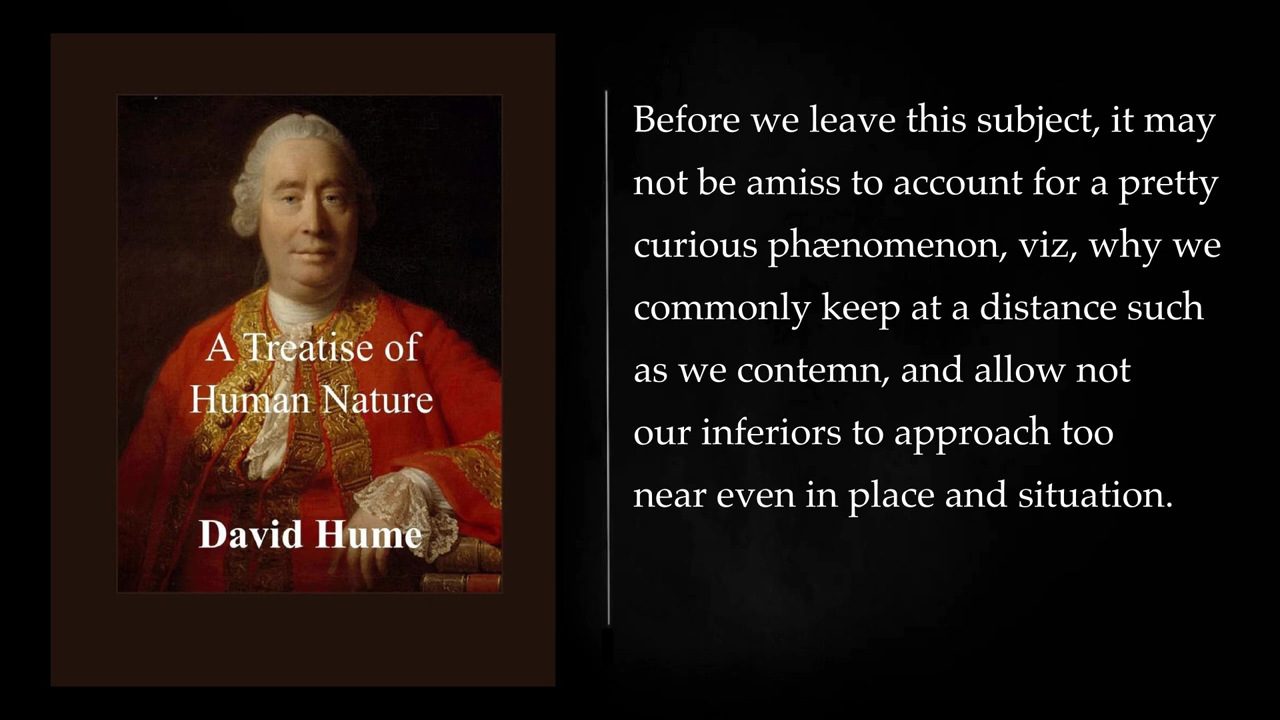 A Treatise of
Human Nature
David Hume
Before we leave this subject, it may
not be amiss to account for a pretty
curious phænomenon, viz, why we
commonly keep at a distance such
as we contemn, and allow not
our inferiors to approach too
near even in place and situation.